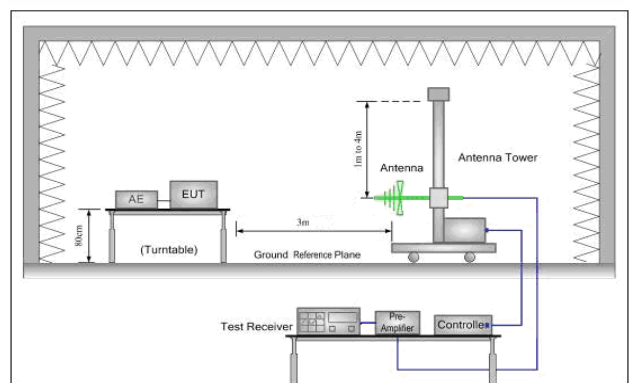 1m to 4m
Antenna
Antenna Tower
AE
EUT
80cm
(Turntable)
3m
Ground Reference Plane
Test Receiver
Pre-
Amplifier
Controller